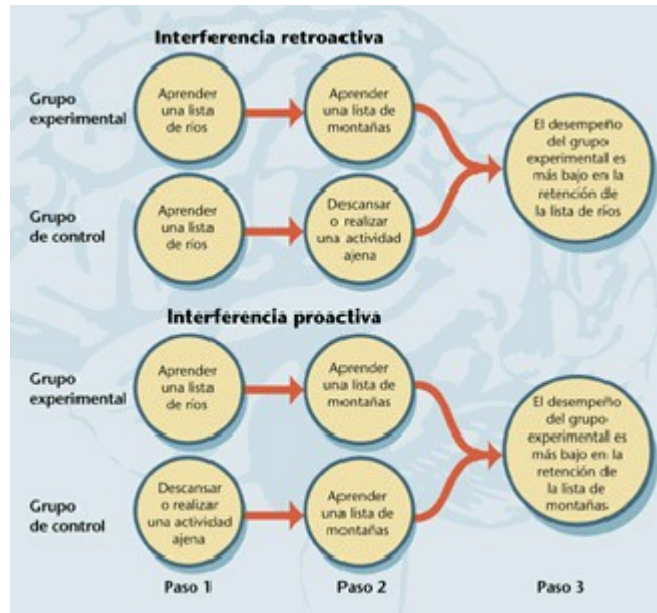 Interferencia retroactiva
Grupo
experimental
Aprender
una lista
de ríos
Aprender
una lista de
montañas
El desempeño
del grupo
experimental es
más bajo en la
retención de
la lista de ríos
Grupo
de control
Aprender
una lista
de ríos
Descansar
o realizar
una actividad
ajena
Interferencia proactiva
Grupo
experimental
Aprender
una lista
de ríos
Aprender
una lista de
montañas
El desempeño
del grupo
experimental es
más bajo en la
retención de
la lista de
montañas
Grupo
de control
Descansar
o realizar
una actividad
ajena
Aprender
una lista de
montañas
Paso 1
Paso 2
Paso 3